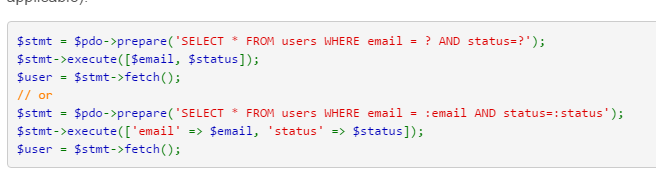 applicable).
$stmt = $pdo->prepare('SELECT * FROM users WHERE email = ? AND status=?');
$stmt->execute([$email, $status]);
$user = $stmt->fetch();
// or
$stmt = $pdo->prepare('SELECT * FROM users WHERE email = :email AND status=:status');
$stmt->execute(['email' => $email, 'status' => $status]);
$user = $stmt->fetch();